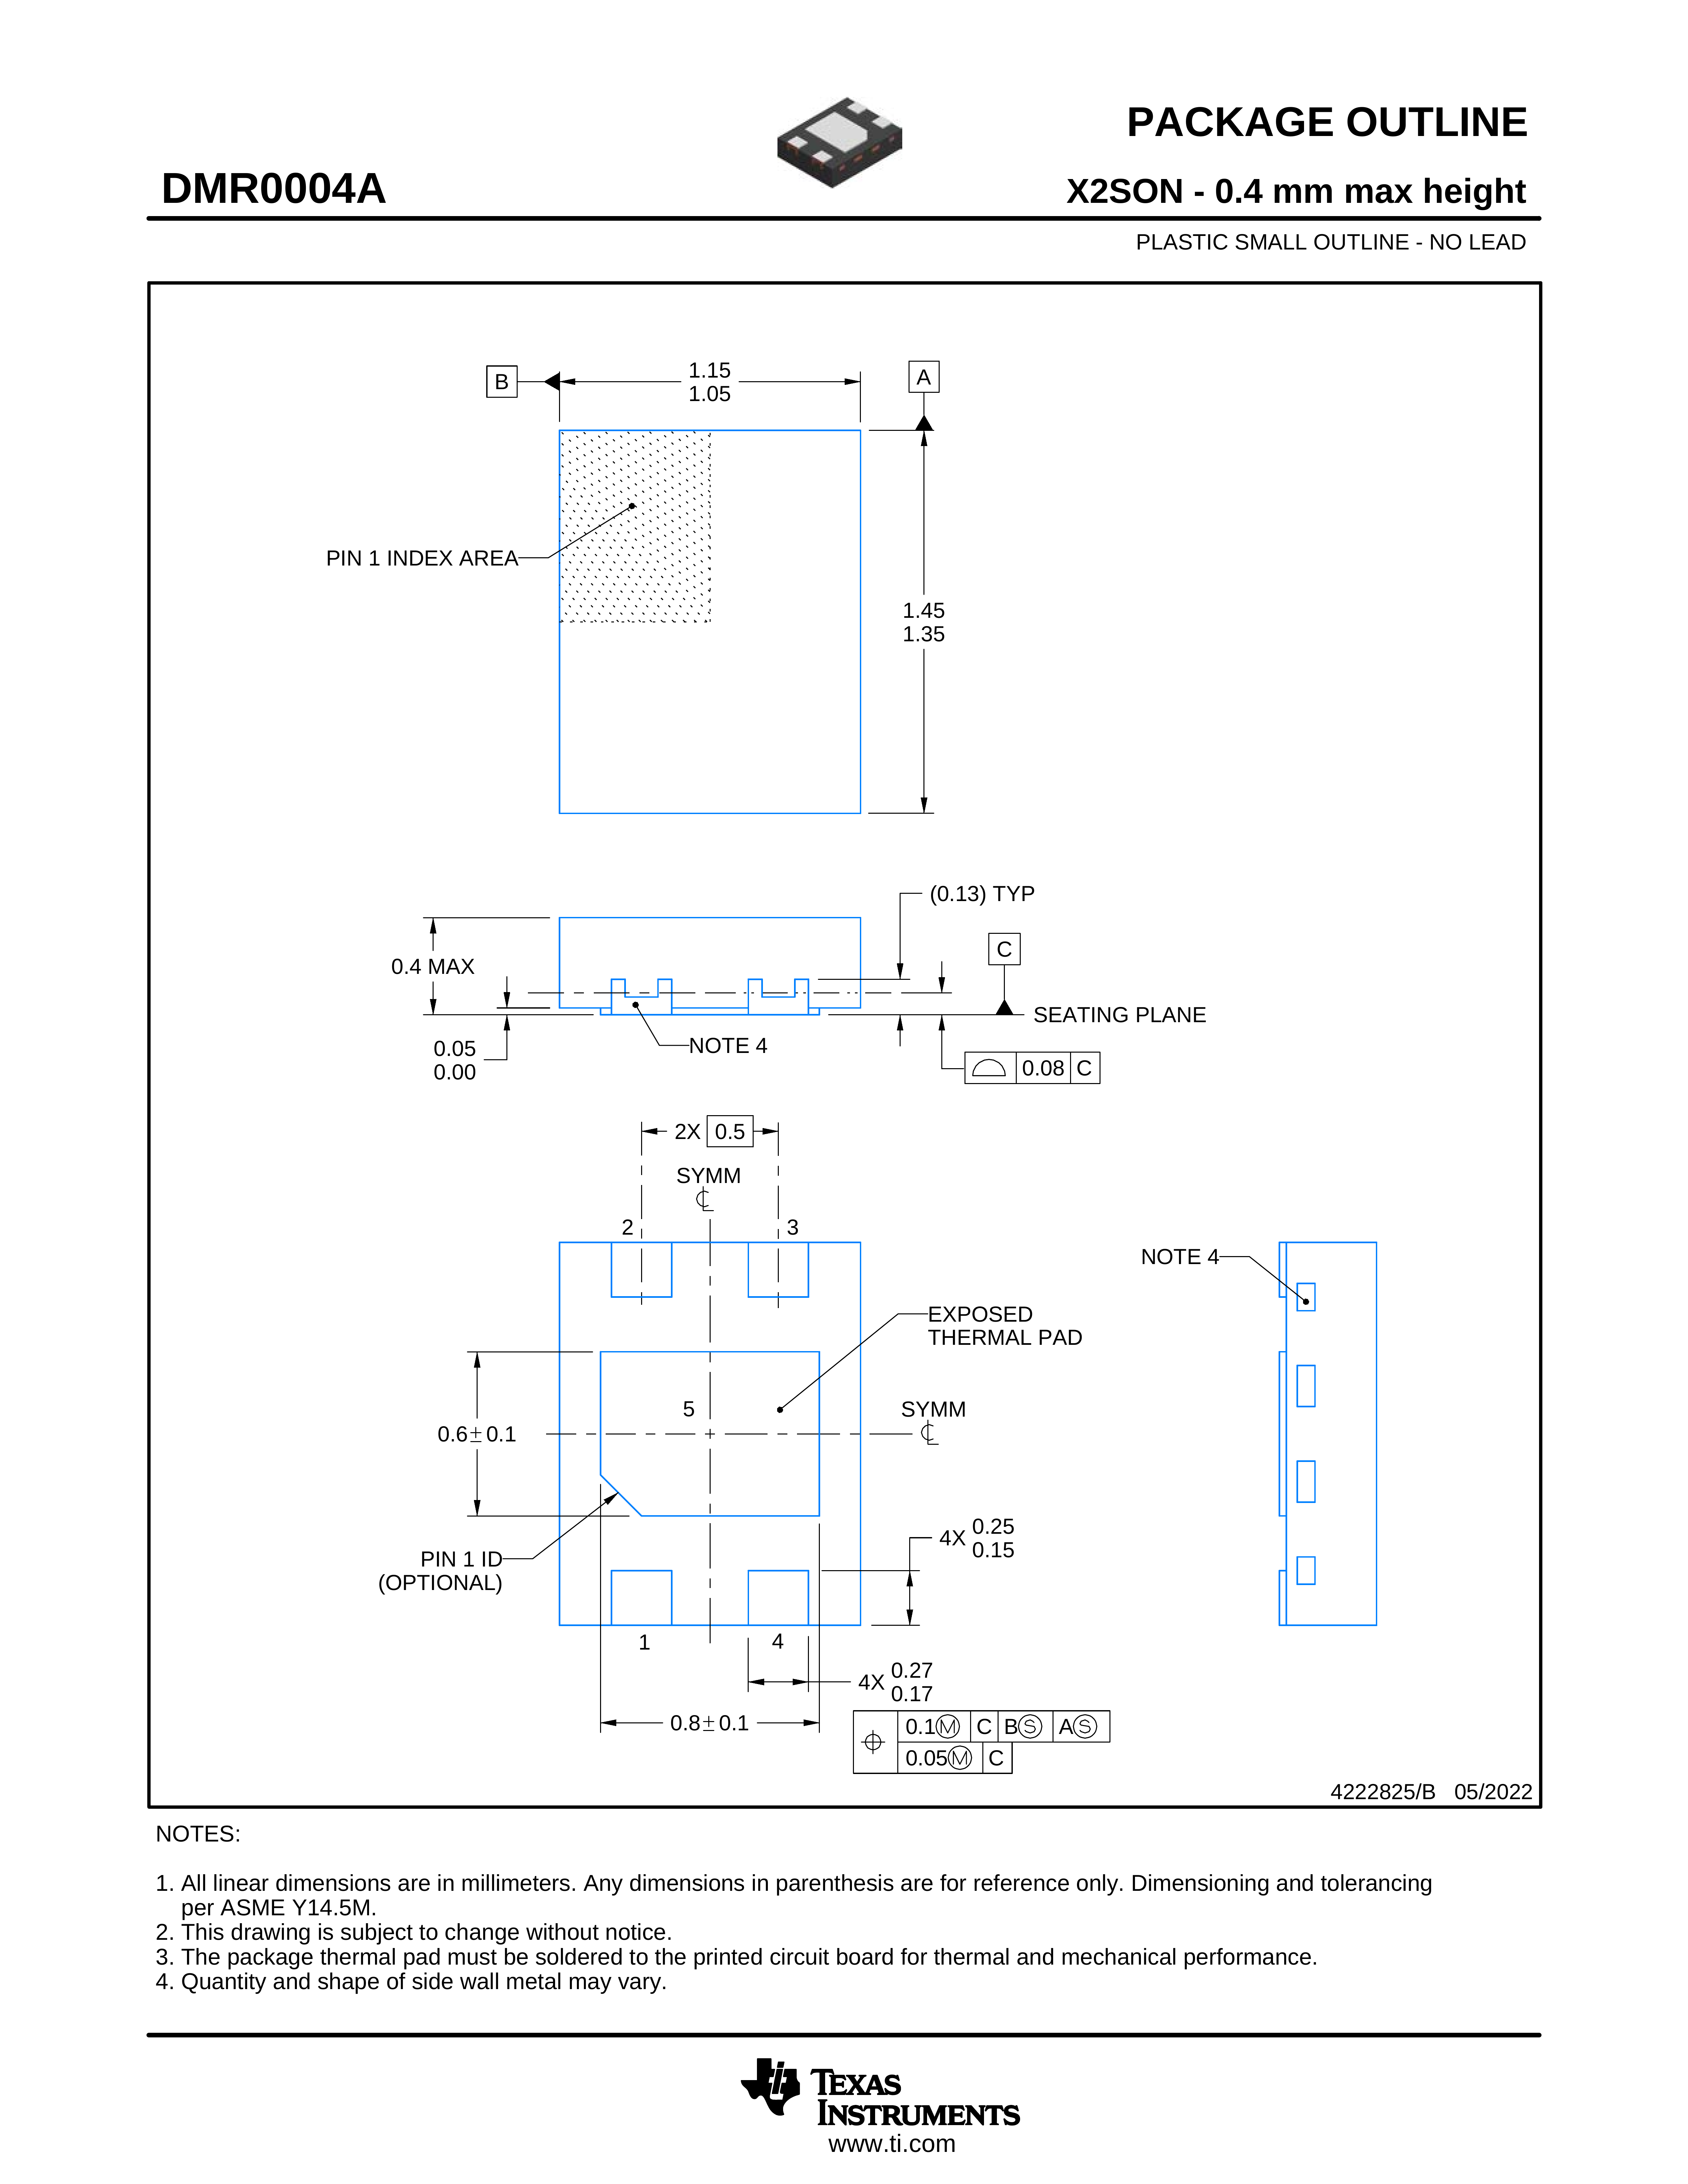 PACKAGE OUTLINE
DMR0004A
X2SON - 0.4 mm max height
PLASTIC SMALL OUTLINE - NO LEAD
B
1.15
1.05
A
PIN 1 INDEX AREA
1.45
1.35
(0.13) TYP
C
0.4 MAX
SEATING PLANE
0.05
0.00
NOTE 4
0.08 C
2X 0.5
SYMM
2
3
NOTE 4
EXPOSED
THERMAL PAD
5
SYMM
0.6± 0.1
4X 0.25
0.15
PIN 1 ID
(OPTIONAL)
1
4
4X 0.27
0.17
0.8± 0.1
0.1Ⓜ C BⓈ AⓈ
0.05Ⓜ C
4222825/B 05/2022
NOTES:
1. All linear dimensions are in millimeters. Any dimensions in parenthesis are for reference only. Dimensioning and tolerancing
per ASME Y14.5M.
2. This drawing is subject to change without notice.
3. The package thermal pad must be soldered to the printed circuit board for thermal and mechanical performance.
4. Quantity and shape of side wall metal may vary.
TEXAS
INSTRUMENTS
www.ti.com